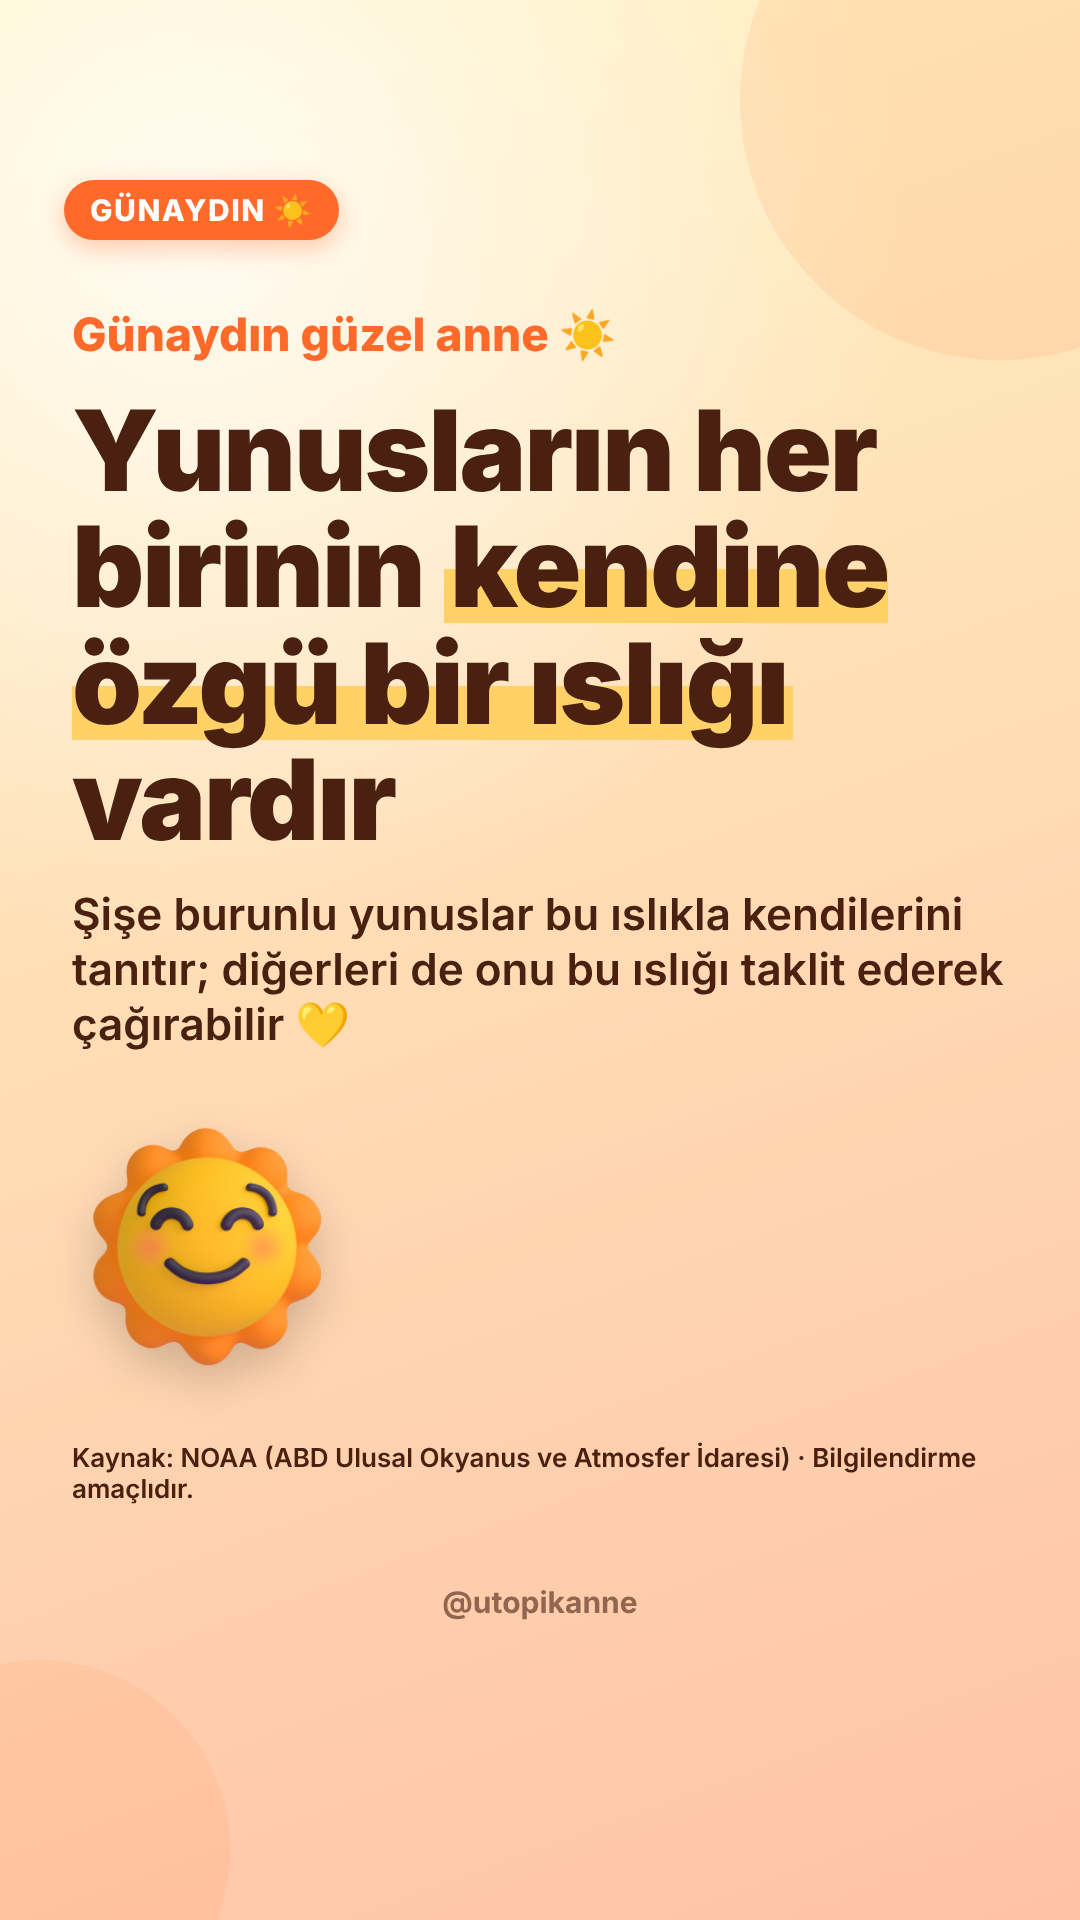 GÜNAYDIN ☀️
Günaydın güzel anne ☀️
Yunusların her
birinin kendine
özgü bir ıslığı
vardır
Şişe burunlu yunuslar bu ıslıkla kendilerini
tanıtır; diğerleri de onu bu ıslığı taklit ederek
çağırabilir 💛
Kaynak: NOAA (ABD Ulusal Okyanus ve Atmosfer İdaresi) · Bilgilendirme
amaçlıdır.
@utopikanne